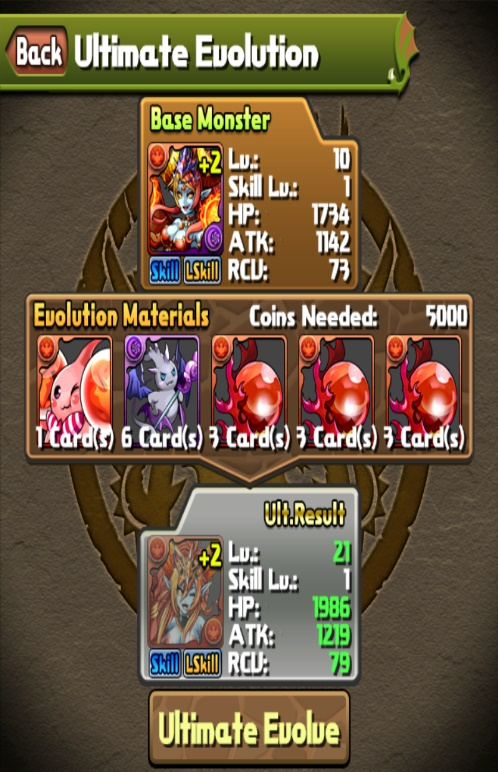 Back Ultimate Evolution
Base Monster
+2
Lv.: 10
Skill Lv.: 1
HP: 1734
ATK: 1142
RCV: 73
Skill LSkill
Evolution Materials Coins Needed: 5000
1 Card(s) 6 Card(s) 3 Card(s) 3 Card(s) 3 Card(s)
Ult.Result
+2
Lv.: 21
Skill Lv.: 1
HP: 1986
ATK: 1219
RCV: 79
Skill LSkill
Ultimate Evolve